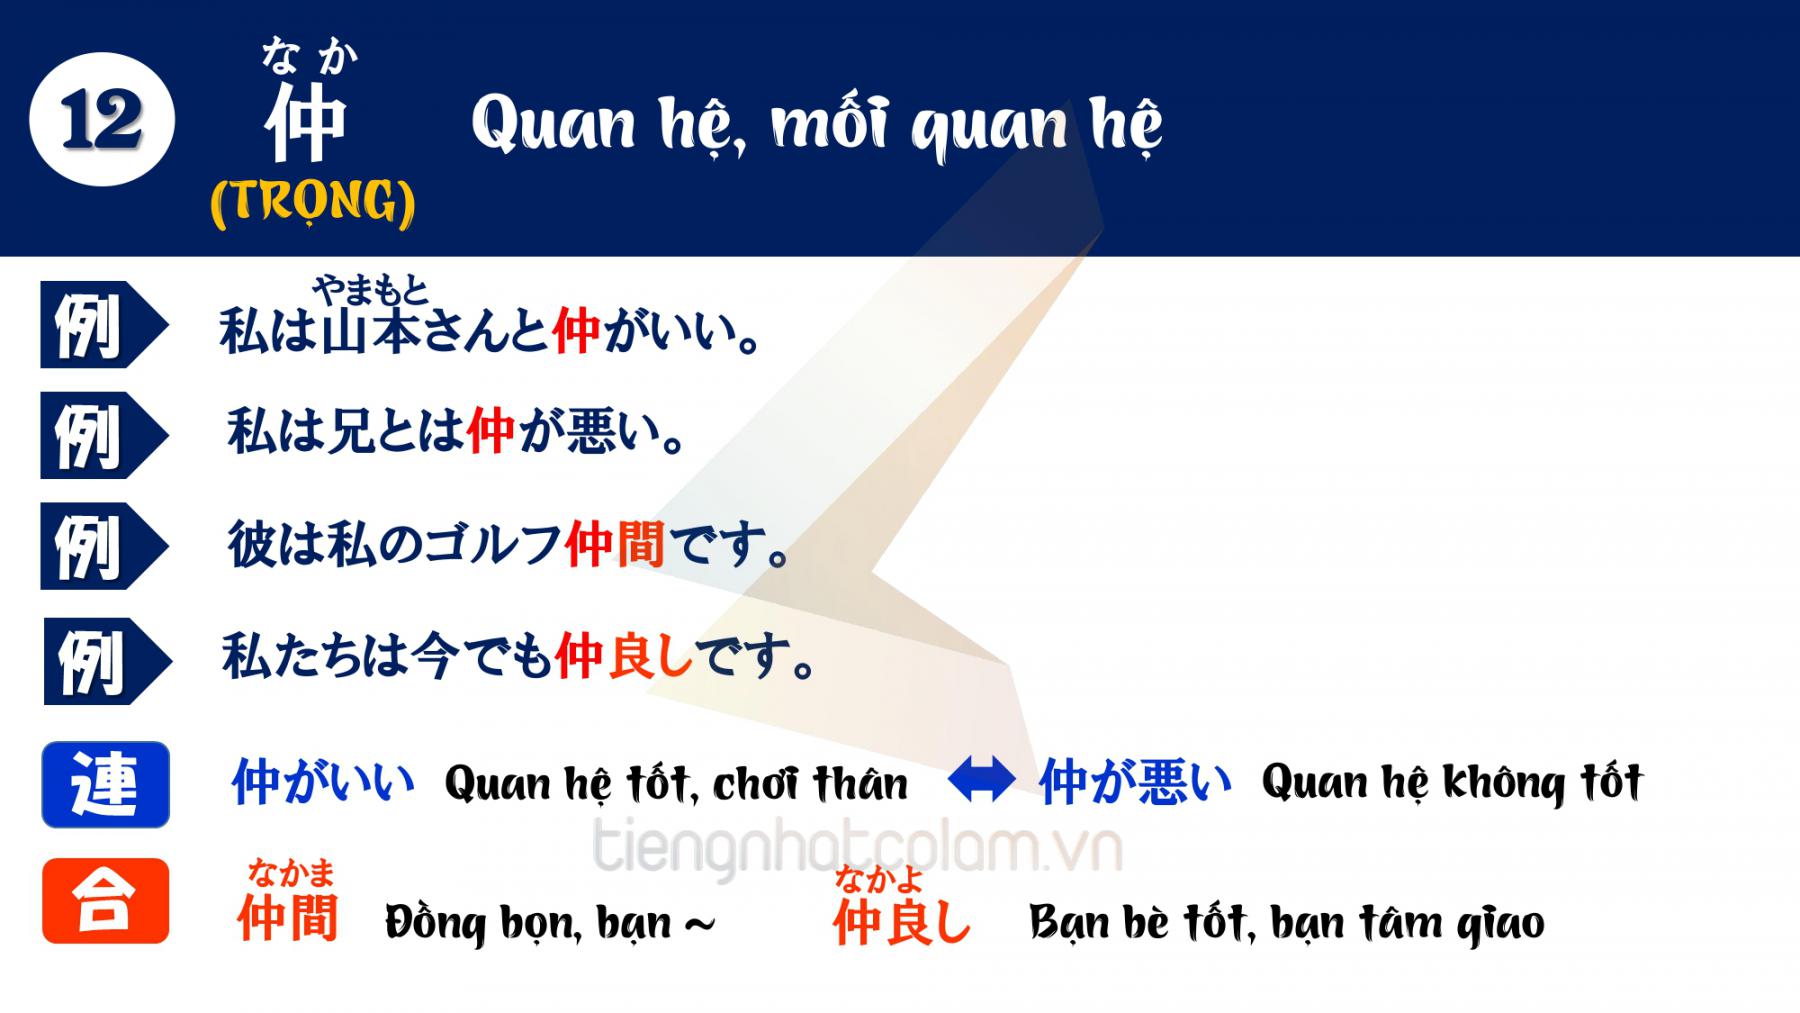 12
なか
仲
(TRỌNG)
Quan hệ, mối quan hệ
やまもと
例 私は山本さんと仲がいい。
例 私は兄とは仲が悪い。
例 彼は私のゴルフ仲間です。
例 私たちは今でも仲良しです。
連 仲がいい Quan hệ tốt, chơi thân ↔ 仲が悪い Quan hệ không tốt
tiengnhatcolam.vn
なかま なかよ
合 仲間 Đồng bọn, bạn ~ 仲良し Bạn bè tốt, bạn tâm giao